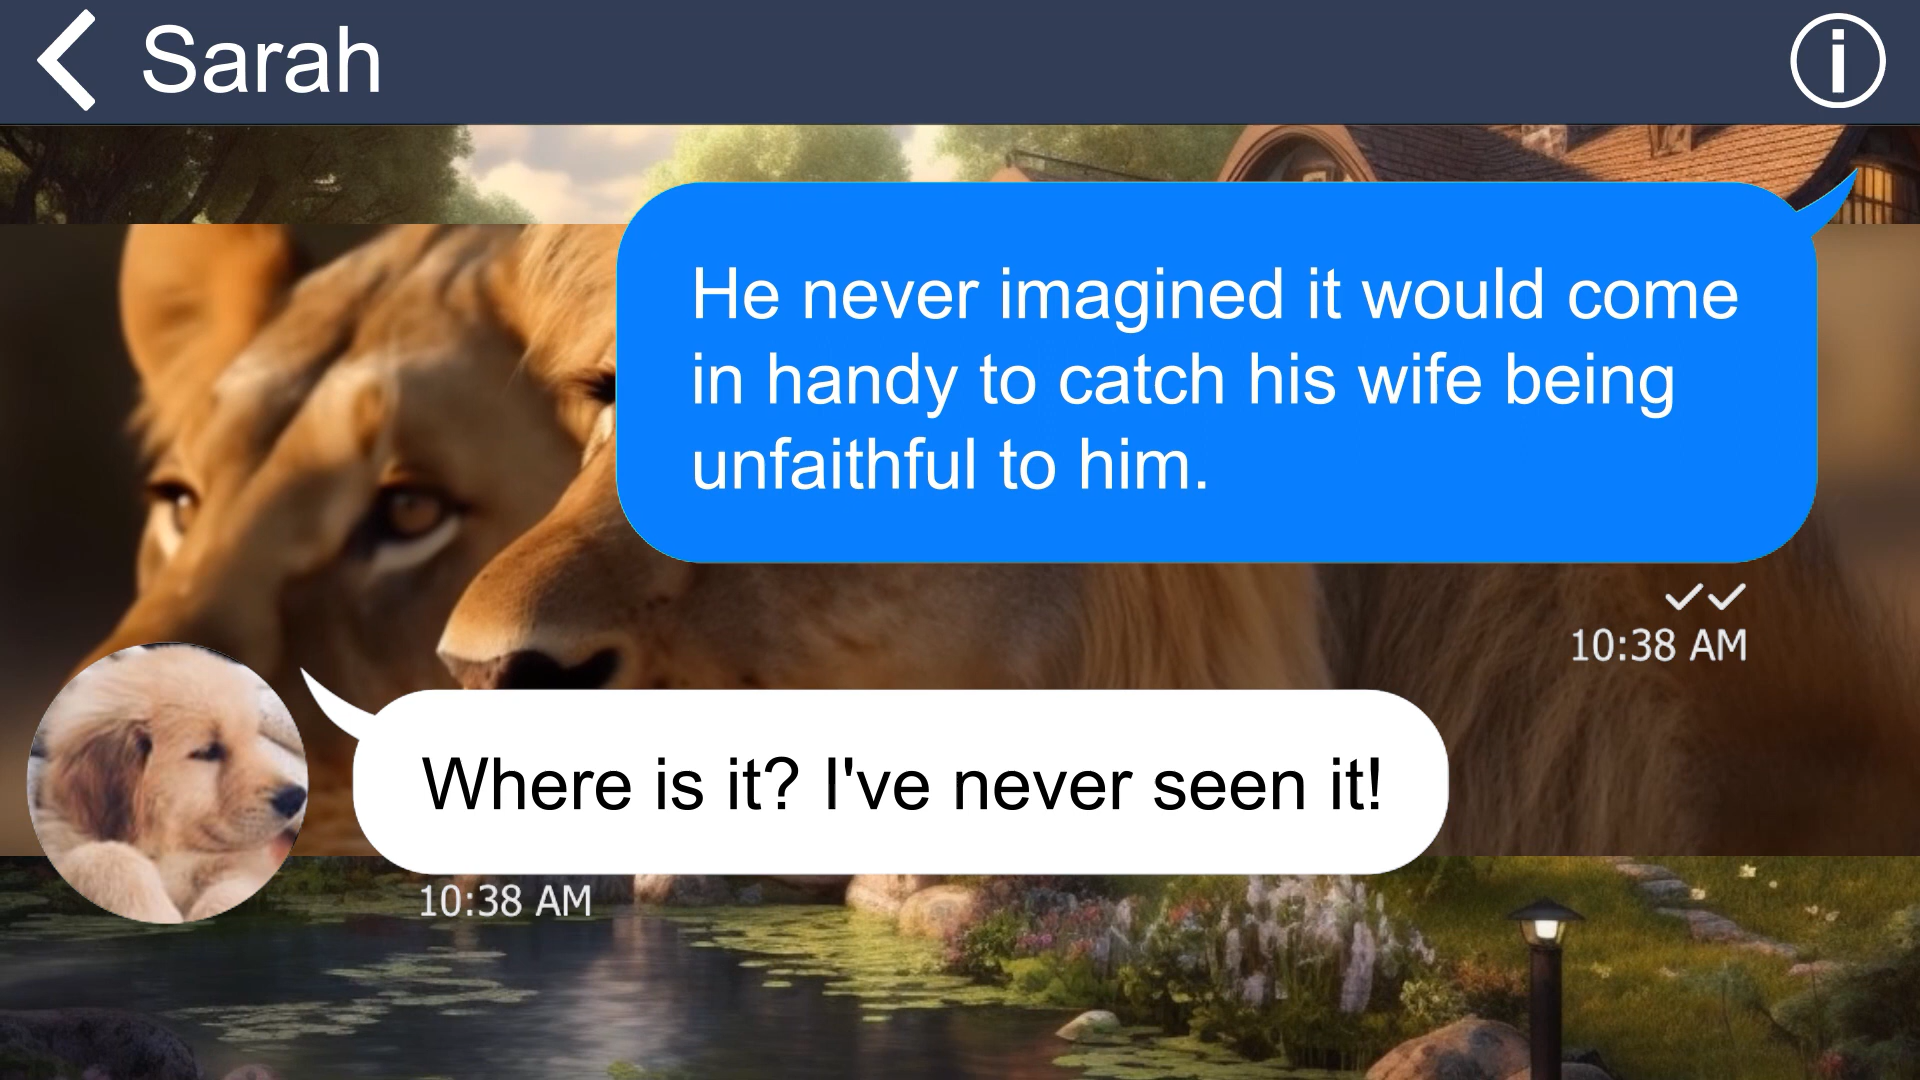 Sarah
He never imagined it would come
in handy to catch his wife being
unfaithful to him.
10:38 AM
Where is it? I've never seen it!
10:38 AM